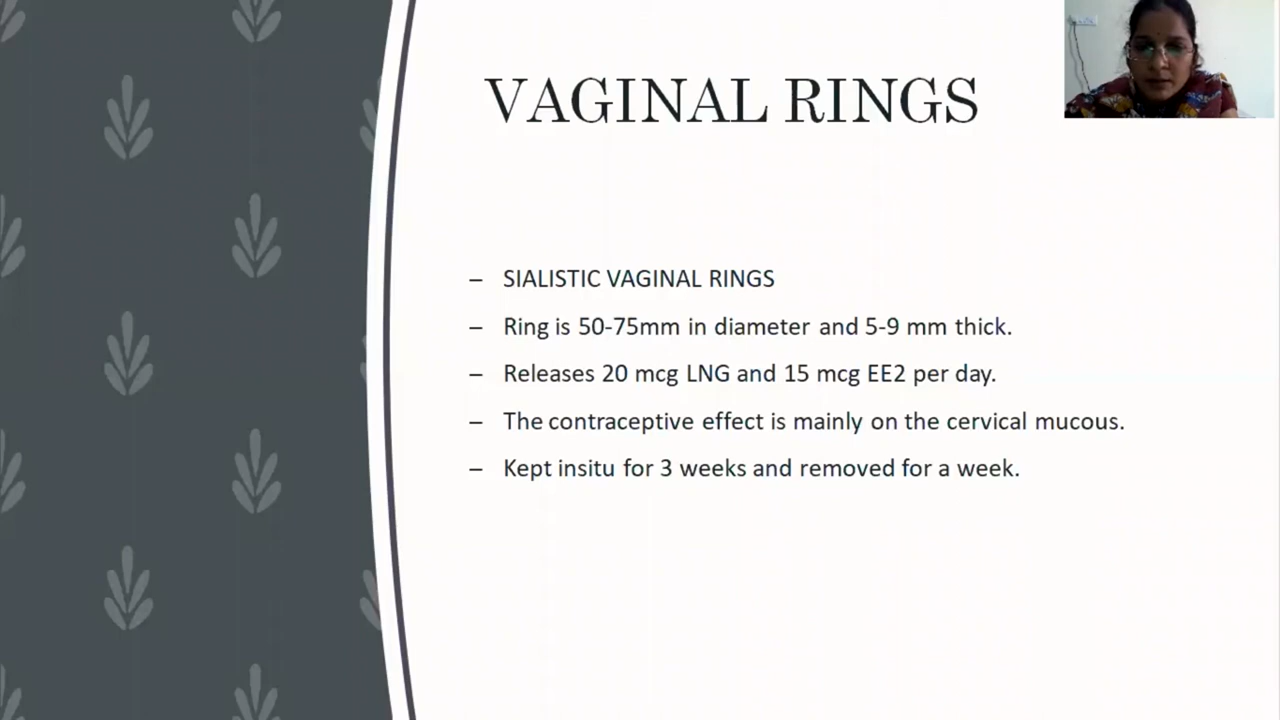 VAGINAL RINGS
– SIALISTIC VAGINAL RINGS
– Ring is 50-75mm in diameter and 5-9 mm thick.
– Releases 20 mcg LNG and 15 mcg EE2 per day.
– The contraceptive effect is mainly on the cervical mucous.
– Kept insitu for 3 weeks and removed for a week.